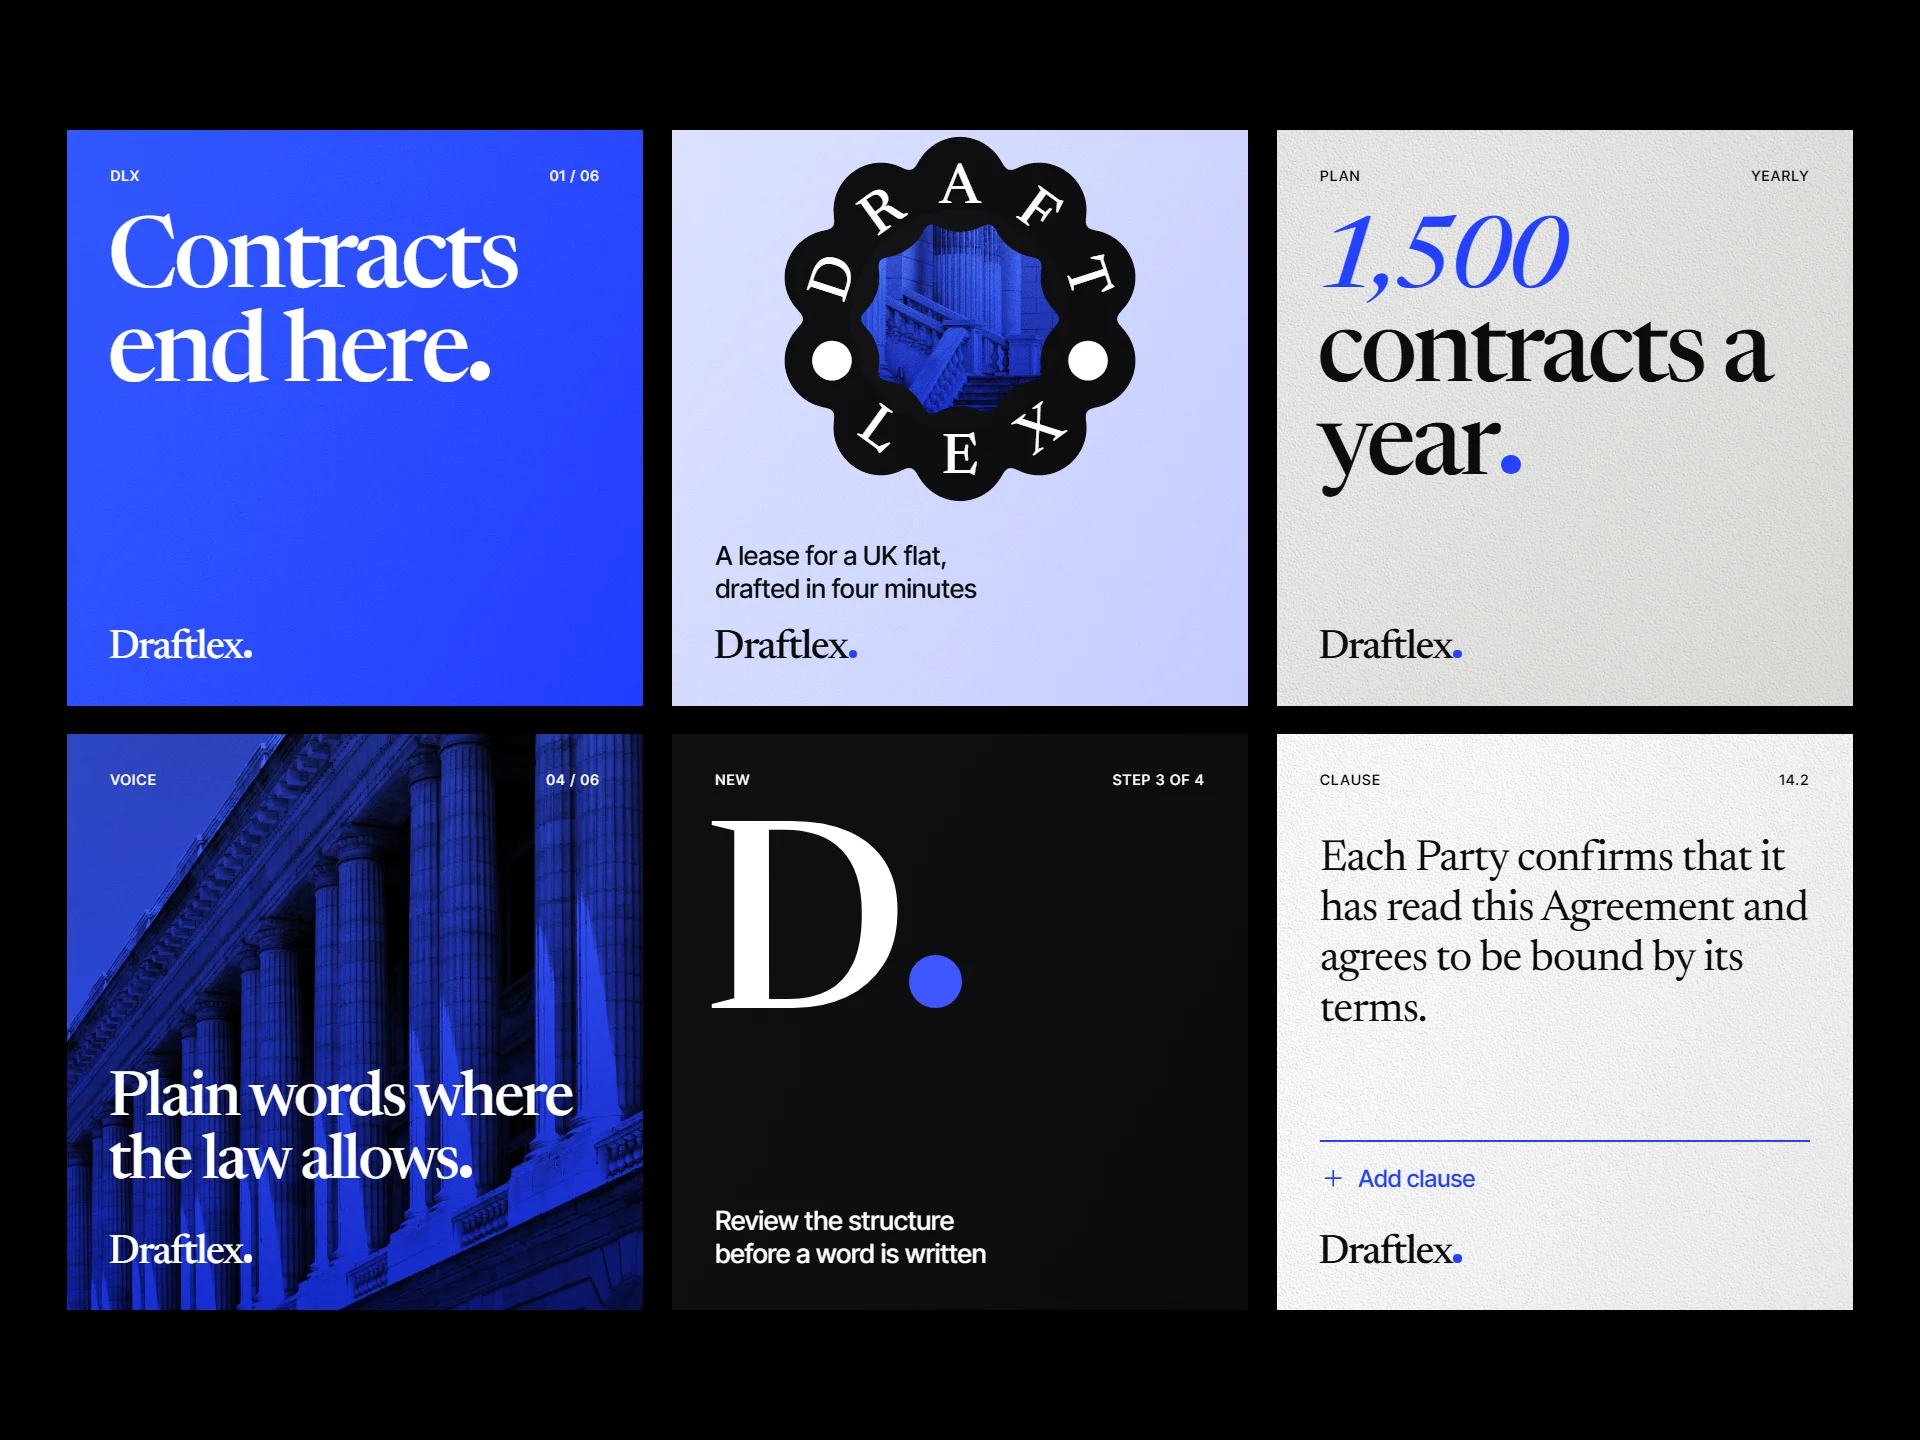 DLX
01 / 06
Contracts
end here.
Draftlex.
DRAFT
LEX
A lease for a UK flat,
drafted in four minutes
Draftlex.
PLAN
YEARLY
1,500
contracts a
year.
Draftlex.
VOICE
04 / 06
Plain words where
the law allows.
Draftlex.
NEW
STEP 3 OF 4
D.
Review the structure
before a word is written
CLAUSE
14.2
Each Party confirms that it
has read this Agreement and
agrees to be bound by its
terms.
+ Add clause
Draftlex.